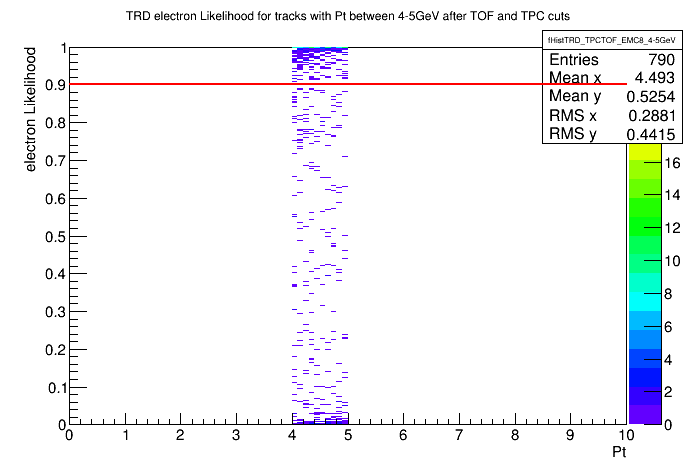 TRD electron Likelihood for tracks with Pt between 4-5GeV after TOF and TPC cuts
fHistTRD_TPCTOF_EMC8_4-5GeV
Entries 790
Mean x 4.493
Mean y 0.5254
RMS x 0.2881
RMS y 0.4415
electron Likelihood
1
0.9
0.8
0.7
0.6
0.5
0.4
0.3
0.2
0.1
0
16
14
12
10
8
6
4
2
0
0 1 2 3 4 5 6 7 8 9 10
Pt